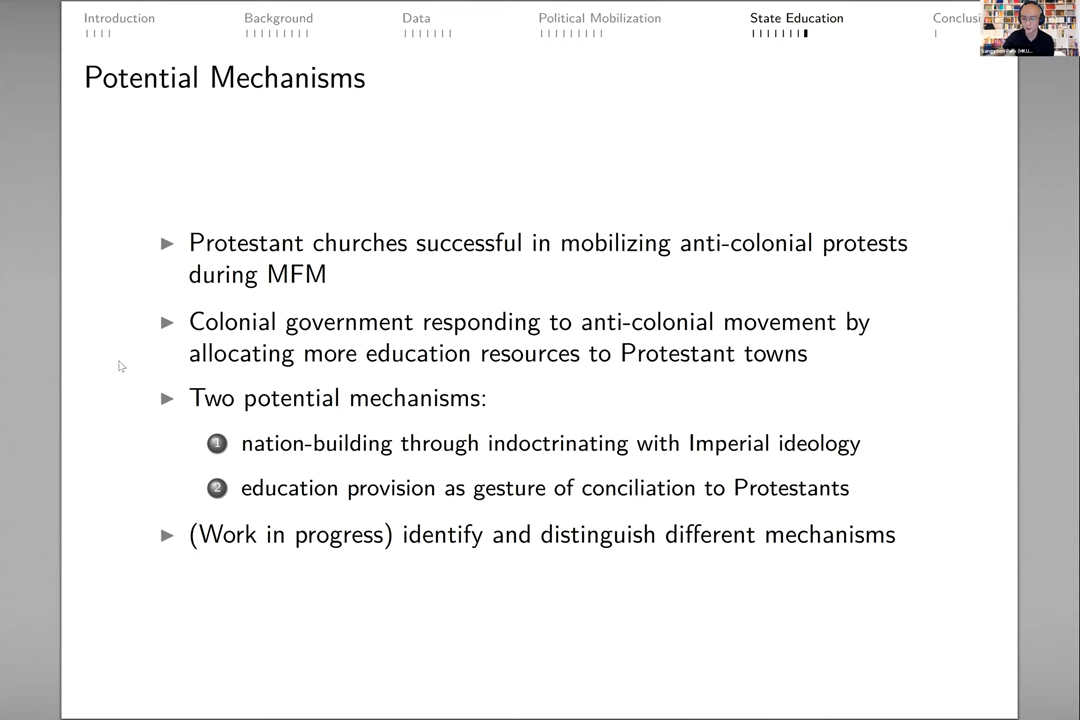 Introduction Background Data Political Mobilization State Education Conclusi
Potential Mechanisms
Protestant churches successful in mobilizing anti-colonial protests
during MFM
Colonial government responding to anti-colonial movement by
allocating more education resources to Protestant towns
Two potential mechanisms:
1 nation-building through indoctrinating with Imperial ideology
2 education provision as gesture of conciliation to Protestants
(Work in progress) identify and distinguish different mechanisms